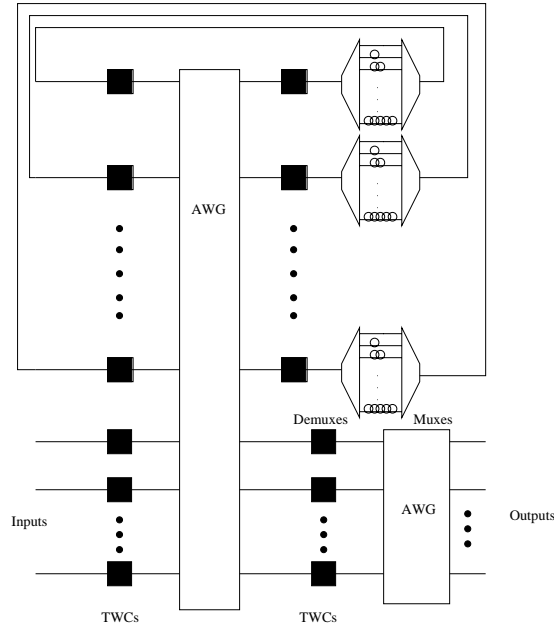 AWG
Demuxes
Muxes
AWG
Inputs
Outputs
TWCs
TWCs